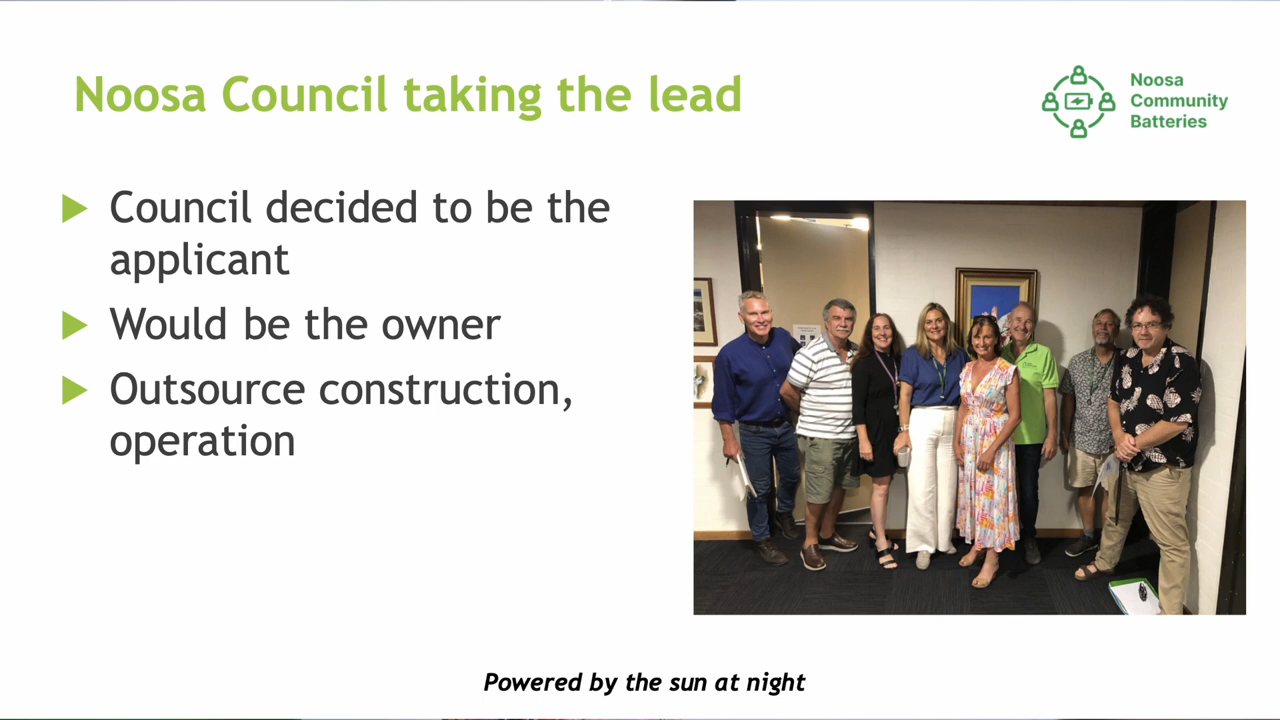 Noosa Council taking the lead
Noosa
Community
Batteries
Council decided to be the
applicant
Would be the owner
Outsource construction,
operation
Powered by the sun at night